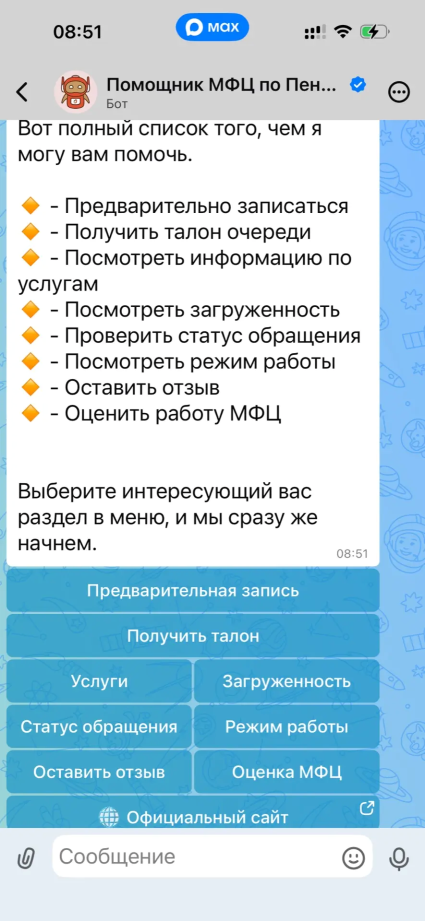 08:51
max
Помощник МФЦ по Пен...
Бот
Вот полный список того, чем я
могу вам помочь.
- Предварительно записаться
- Получить талон очереди
- Посмотреть информацию по
услугам
- Посмотреть загруженность
- Проверить статус обращения
- Посмотреть режим работы
- Оставить отзыв
- Оценить работу МФЦ
Выберите интересующий вас
раздел в меню, и мы сразу же
начнем.
08:51
Предварительная запись
Получить талон
Услуги
Загруженность
Статус обращения
Режим работы
Оставить отзыв
Оценка МФЦ
Официальный сайт
Сообщение